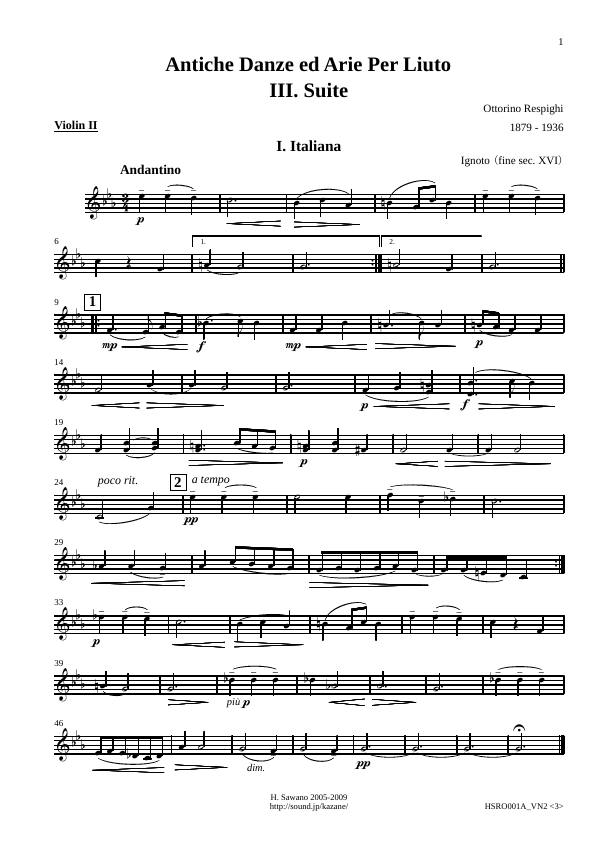 1
Antiche Danze ed Arie Per Liuto
III. Suite
Ottorino Respighi
Violin II
1879 - 1936
I. Italiana
Ignoto (fine sec. XVI)
Andantino
3
4
p
6
1.
2.
9
1
mp
f
mp
p
14
p
f
19
p
24
poco rit.
2
a tempo
pp
29
33
p
39
più p
46
dim.
pp
H. Sawano 2005-2009
http://sound.jp/kazane/
HSRO001A_VN2 <3>